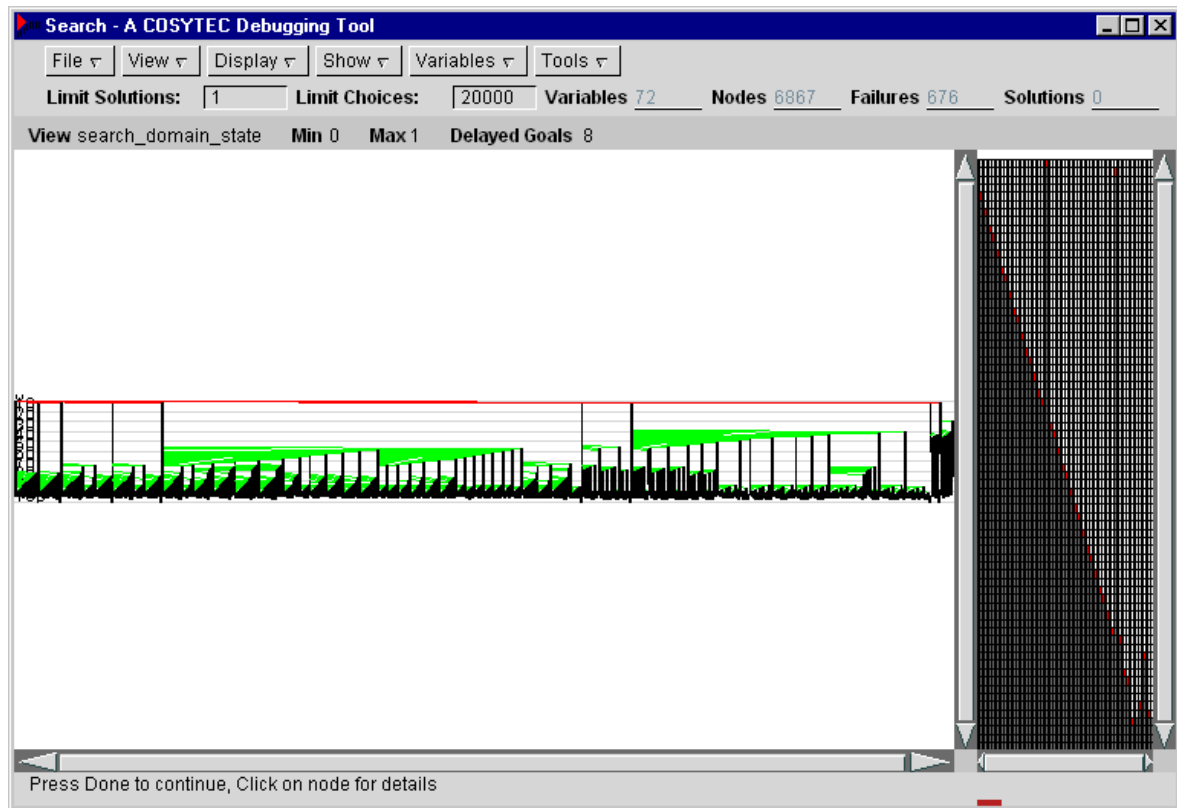 Search - A COSYTEC Debugging Tool
File View Display Show Variables Tools
Limit Solutions: 1 Limit Choices: 20000 Variables 72 Nodes 6867 Failures 676 Solutions 0
View search_domain_state Min 0 Max 1 Delayed Goals 8
Press Done to continue, Click on node for details